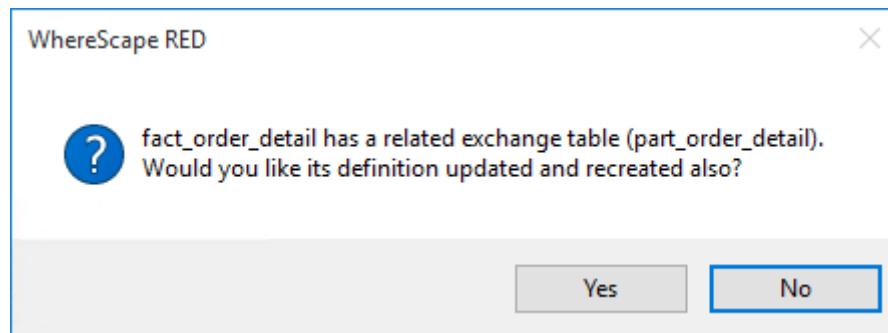 WhereScape RED
fact_order_detail has a related exchange table (part_order_detail).
Would you like its definition updated and recreated also?
Yes
No